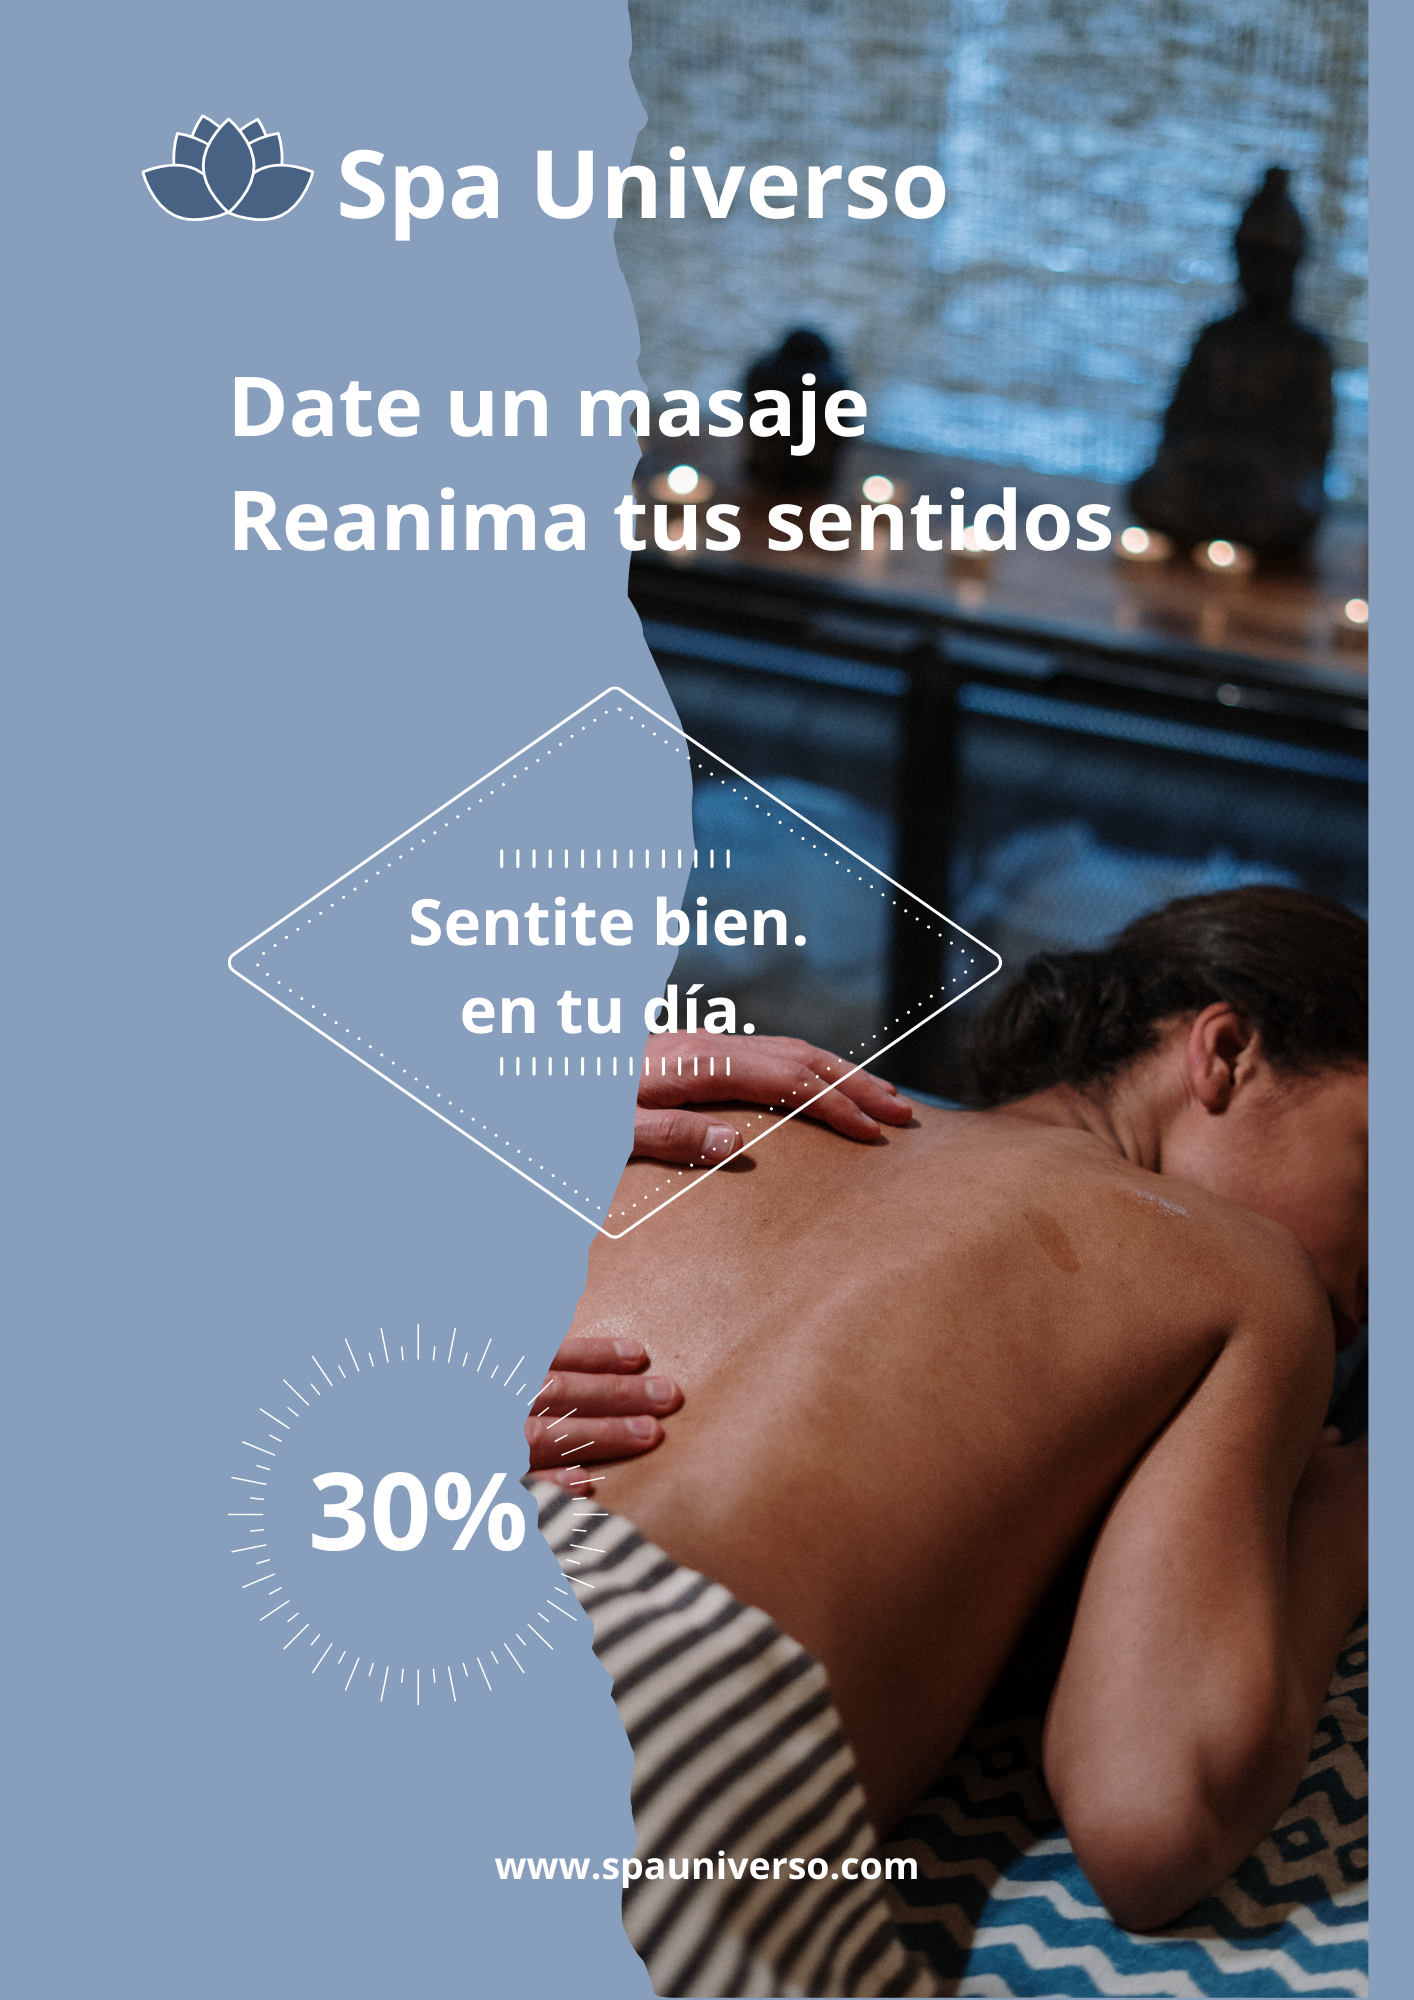 Spa Universo
Date un masaje
Reanima tus sentidos
Sentite bien.
en tu día.
30%
www.spauniverso.com